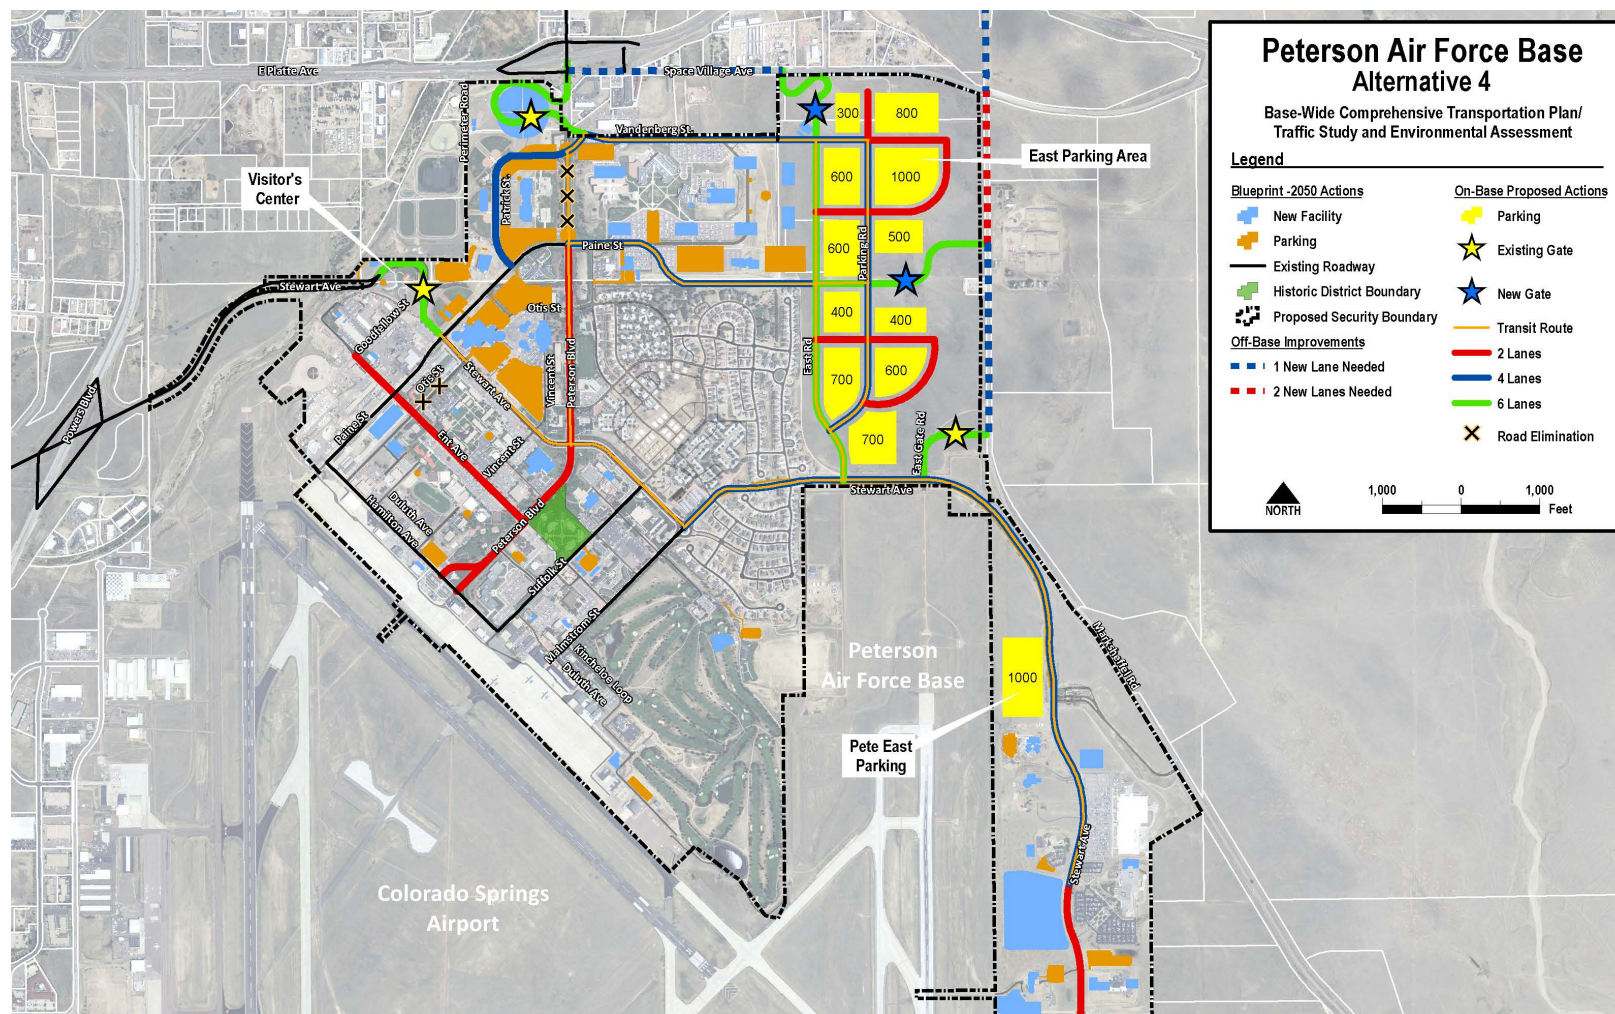 Peterson Air Force Base
Alternative 4
Base-Wide Comprehensive Transportation Plan/
Traffic Study and Environmental Assessment
Legend
Blueprint -2050 Actions
New Facility
Parking
Existing Roadway
Historic District Boundary
Proposed Security Boundary
Off-Base Improvements
1 New Lane Needed
2 New Lanes Needed
On-Base Proposed Actions
Parking
Existing Gate
New Gate
Transit Route
2 Lanes
4 Lanes
6 Lanes
Road Elimination
NORTH
1,000 0 1,000
Feet
E Platte Ave
Space Village Ave
Perimeter Road
Vandenberg St.
300
800
East Parking Area
Visitor's
Center
600
1000
Patrick St.
Paine St
600
500
Parking Rd
Stewart Ave
Otis St
Goodfellow St
400
400
East Rd
Vincent St
Peterson Blvd
Otis St
Stewart Ave
700
600
Powers Blvd.
Paine St
Ent Ave
Vincent St
700
East Gate Rd
Stewart Ave
Duluth Ave
Hamilton Ave
Peterson Blvd
Suffolk St
Malmstrom St
Kincheloe Loop
Duluth Ave
Peterson
Air Force Base
Marksheffel Rd
1000
Pete East
Parking
Stewart Ave
Colorado Springs
Airport